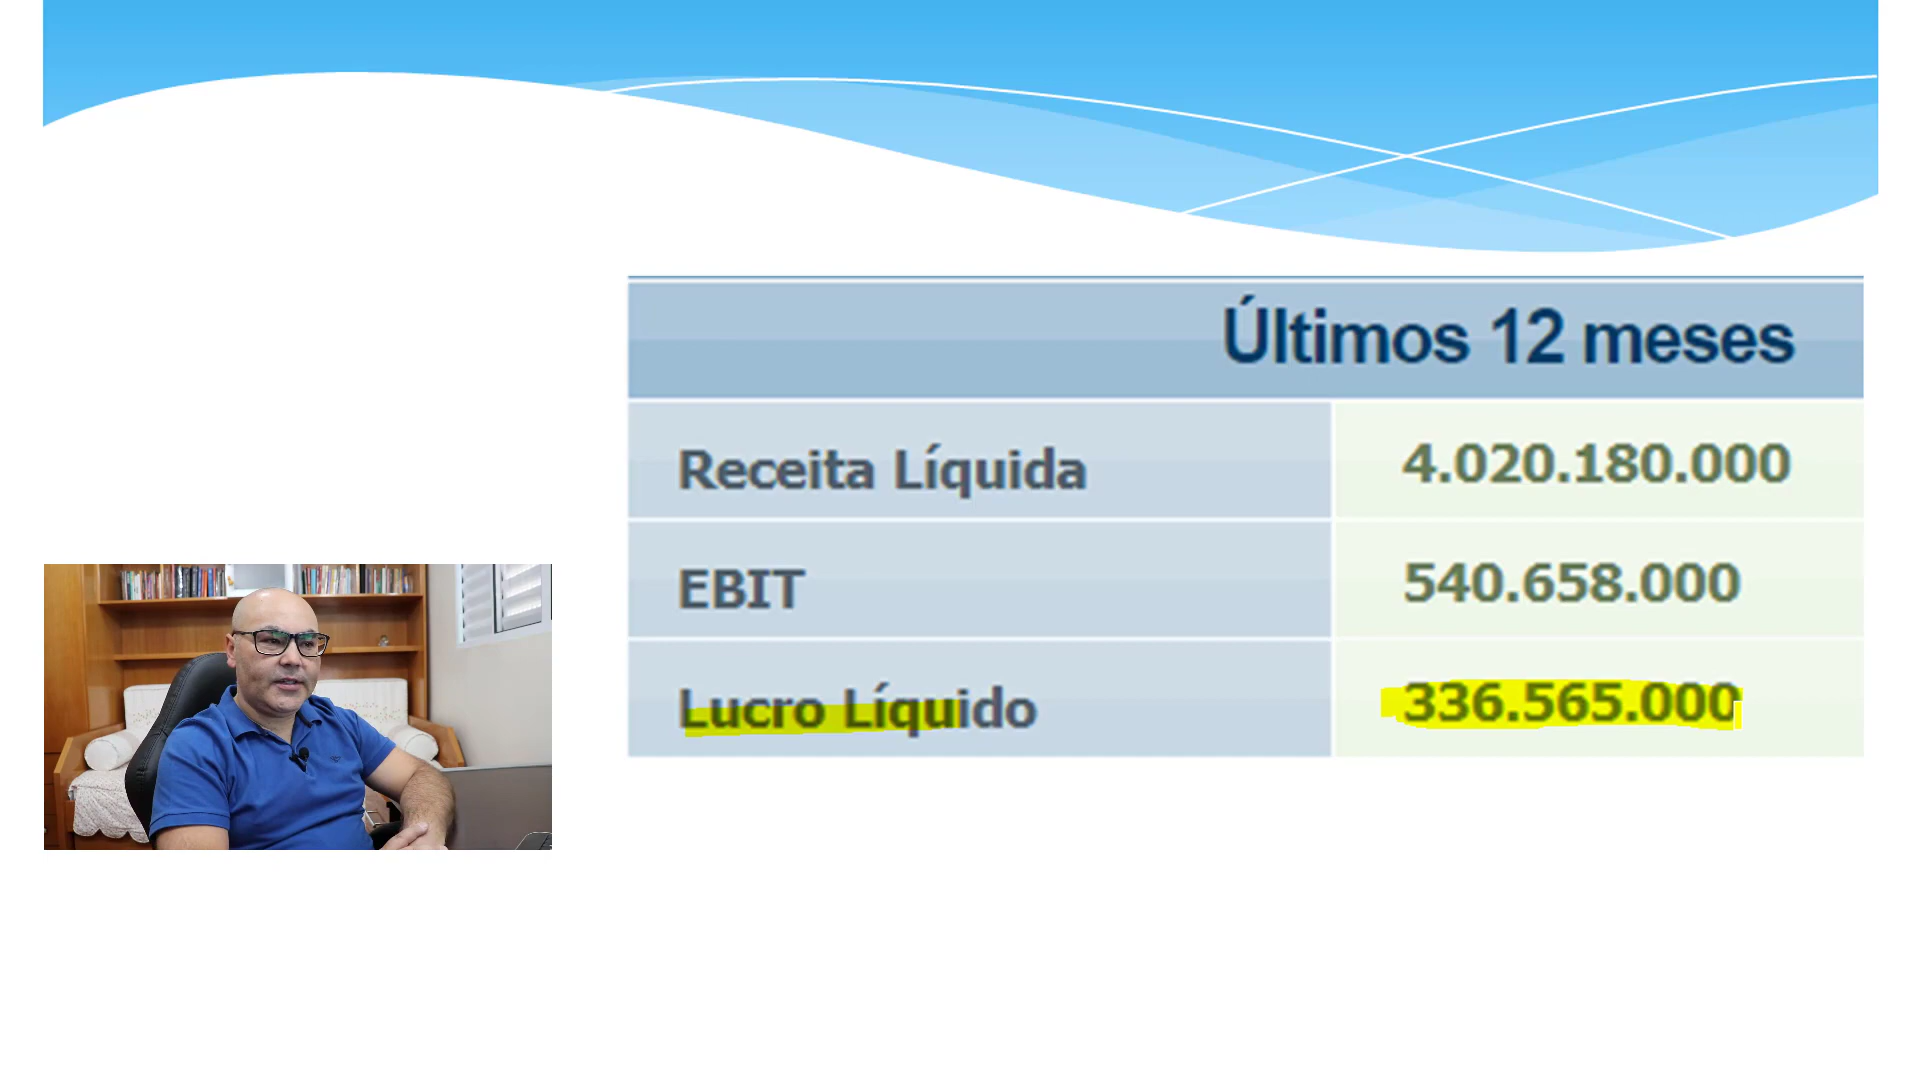 Últimos 12 meses
Receita Líquida 4.020.180.000
EBIT 540.658.000
Lucro Líquido 336.565.000